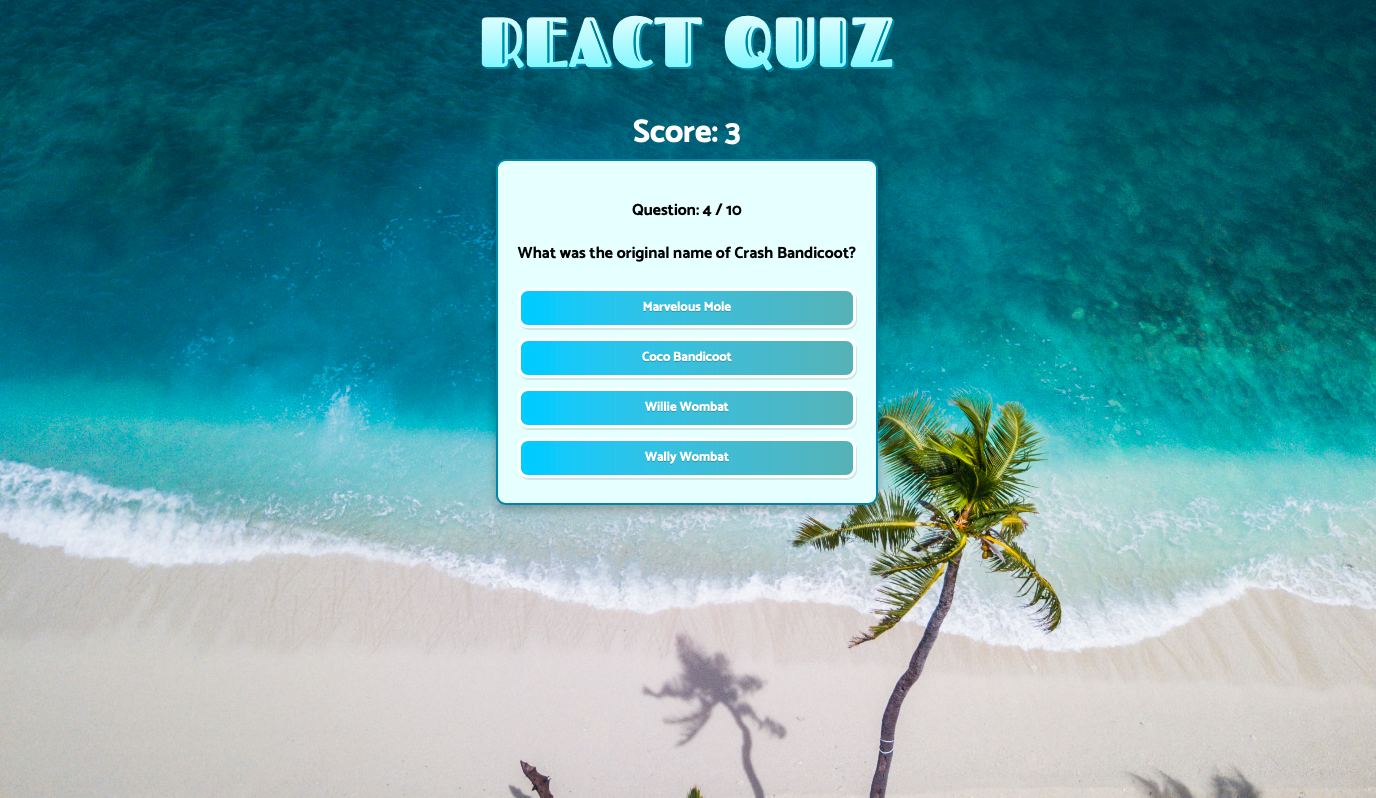 REACT QUIZ
Score: 3
Question: 4 / 10
What was the original name of Crash Bandicoot?
Marvelous Mole
Coco Bandicoot
Willie Wombat
Wally Wombat